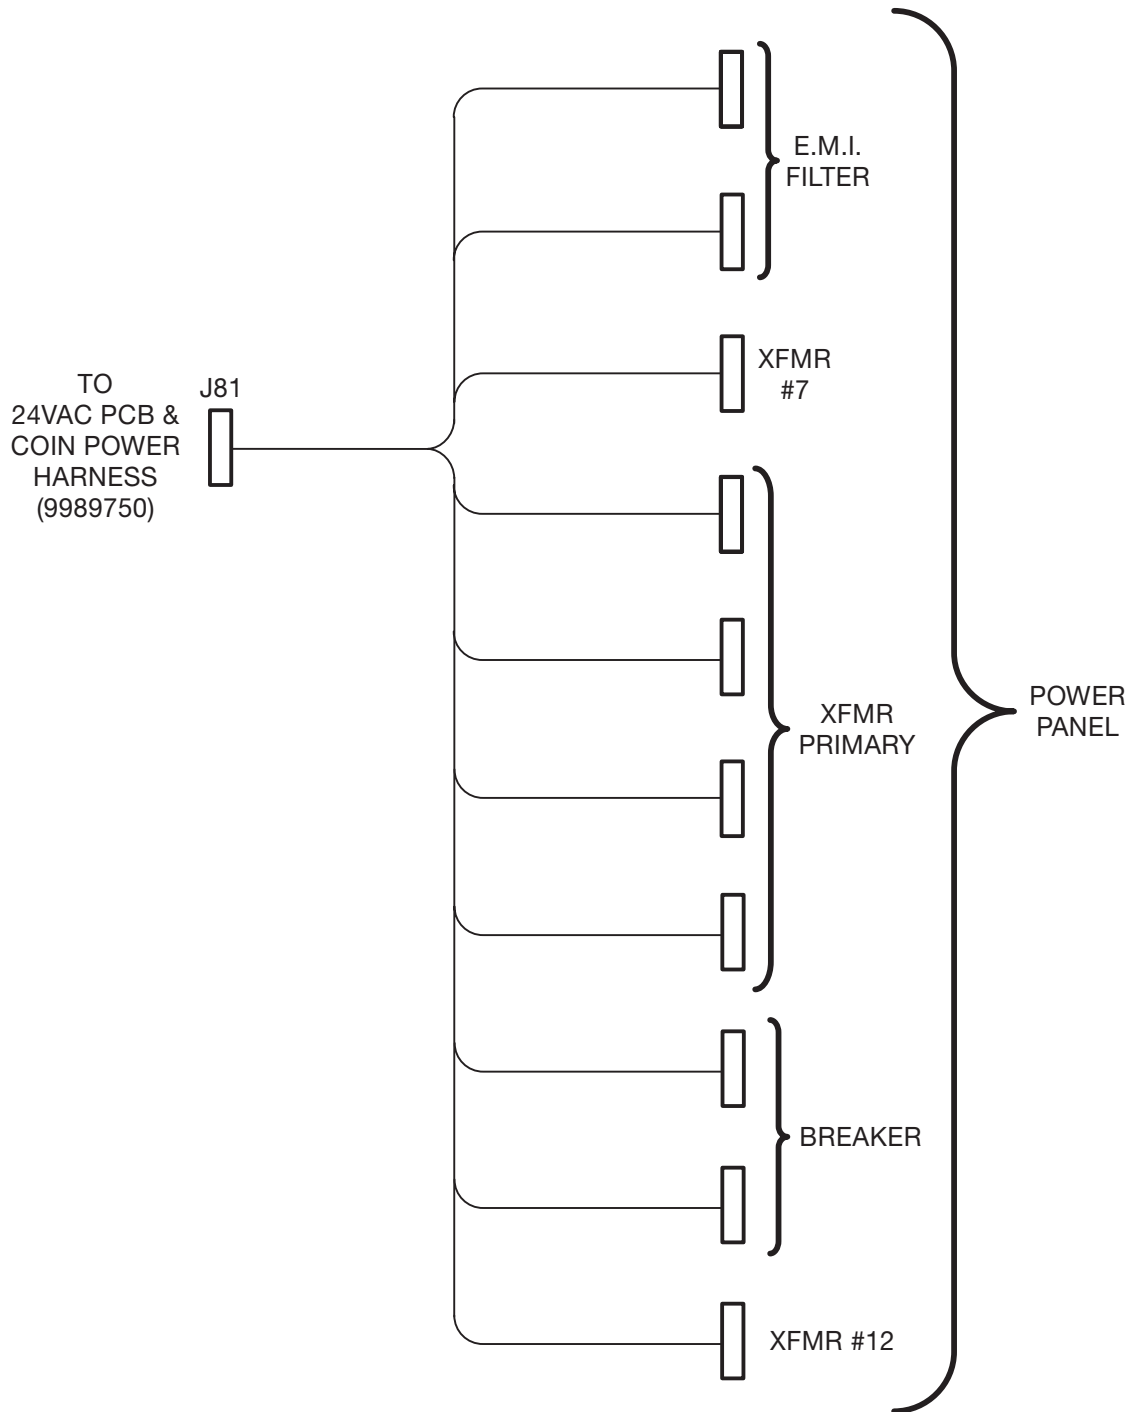 E.M.I.
FILTER
XFMR
#7
TO
24VAC PCB &
COIN POWER
HARNESS
(9989750)
J81
XFMR
PRIMARY
POWER
PANEL
BREAKER
XFMR #12